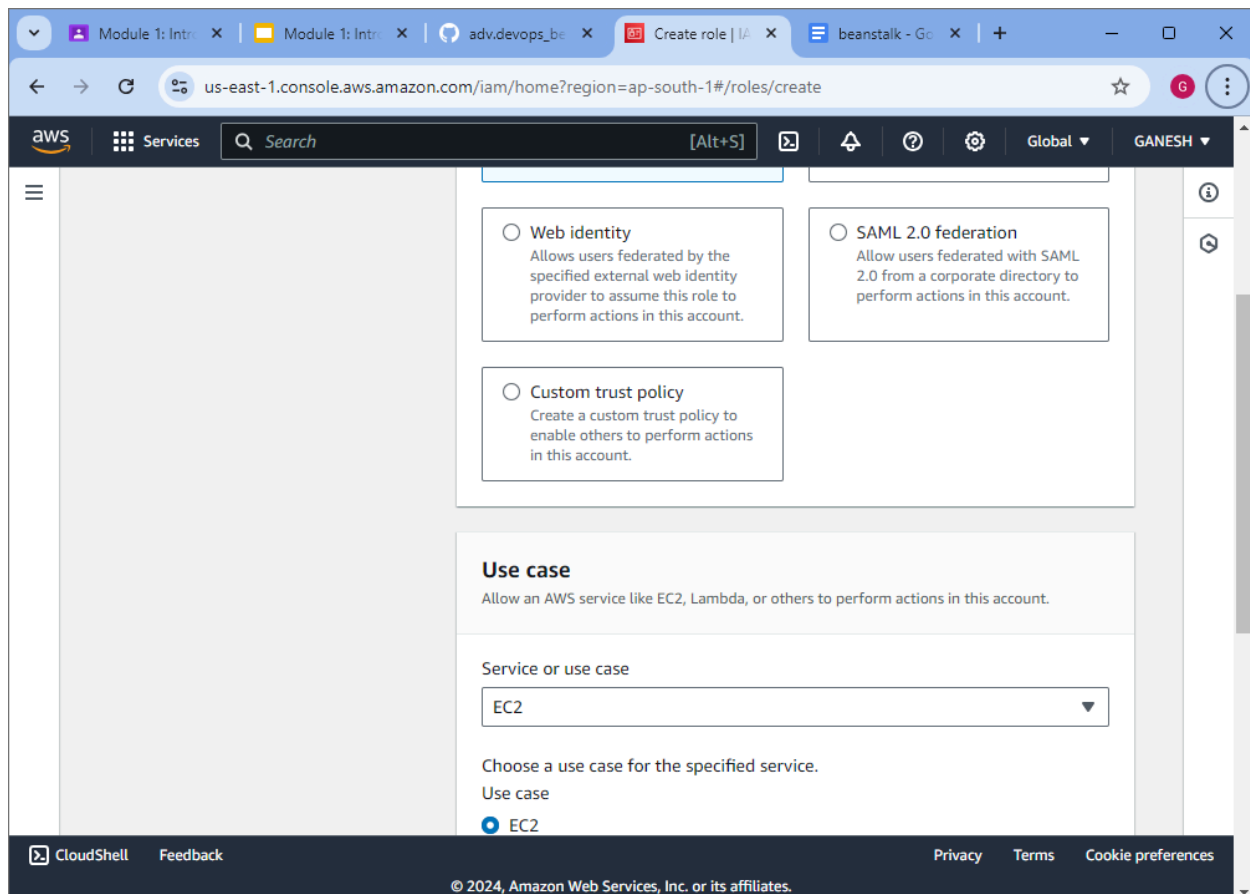 Module 1: Intr
Module 1: Intr
adv.devops_be
Create role | IA
beanstalk - Go
us-east-1.console.aws.amazon.com/iam/home?region=ap-south-1#/roles/create
G
aws
Services
Search
[Alt+S]
Global
GANESH
Web identity
Allows users federated by the
specified external web identity
provider to assume this role to
perform actions in this account.
SAML 2.0 federation
Allow users federated with SAML
2.0 from a corporate directory to
perform actions in this account.
Custom trust policy
Create a custom trust policy to
enable others to perform actions
in this account.
Use case
Allow an AWS service like EC2, Lambda, or others to perform actions in this account.
Service or use case
EC2
Choose a use case for the specified service.
Use case
EC2
CloudShell
Feedback
Privacy
Terms
Cookie preferences
© 2024, Amazon Web Services, Inc. or its affiliates.